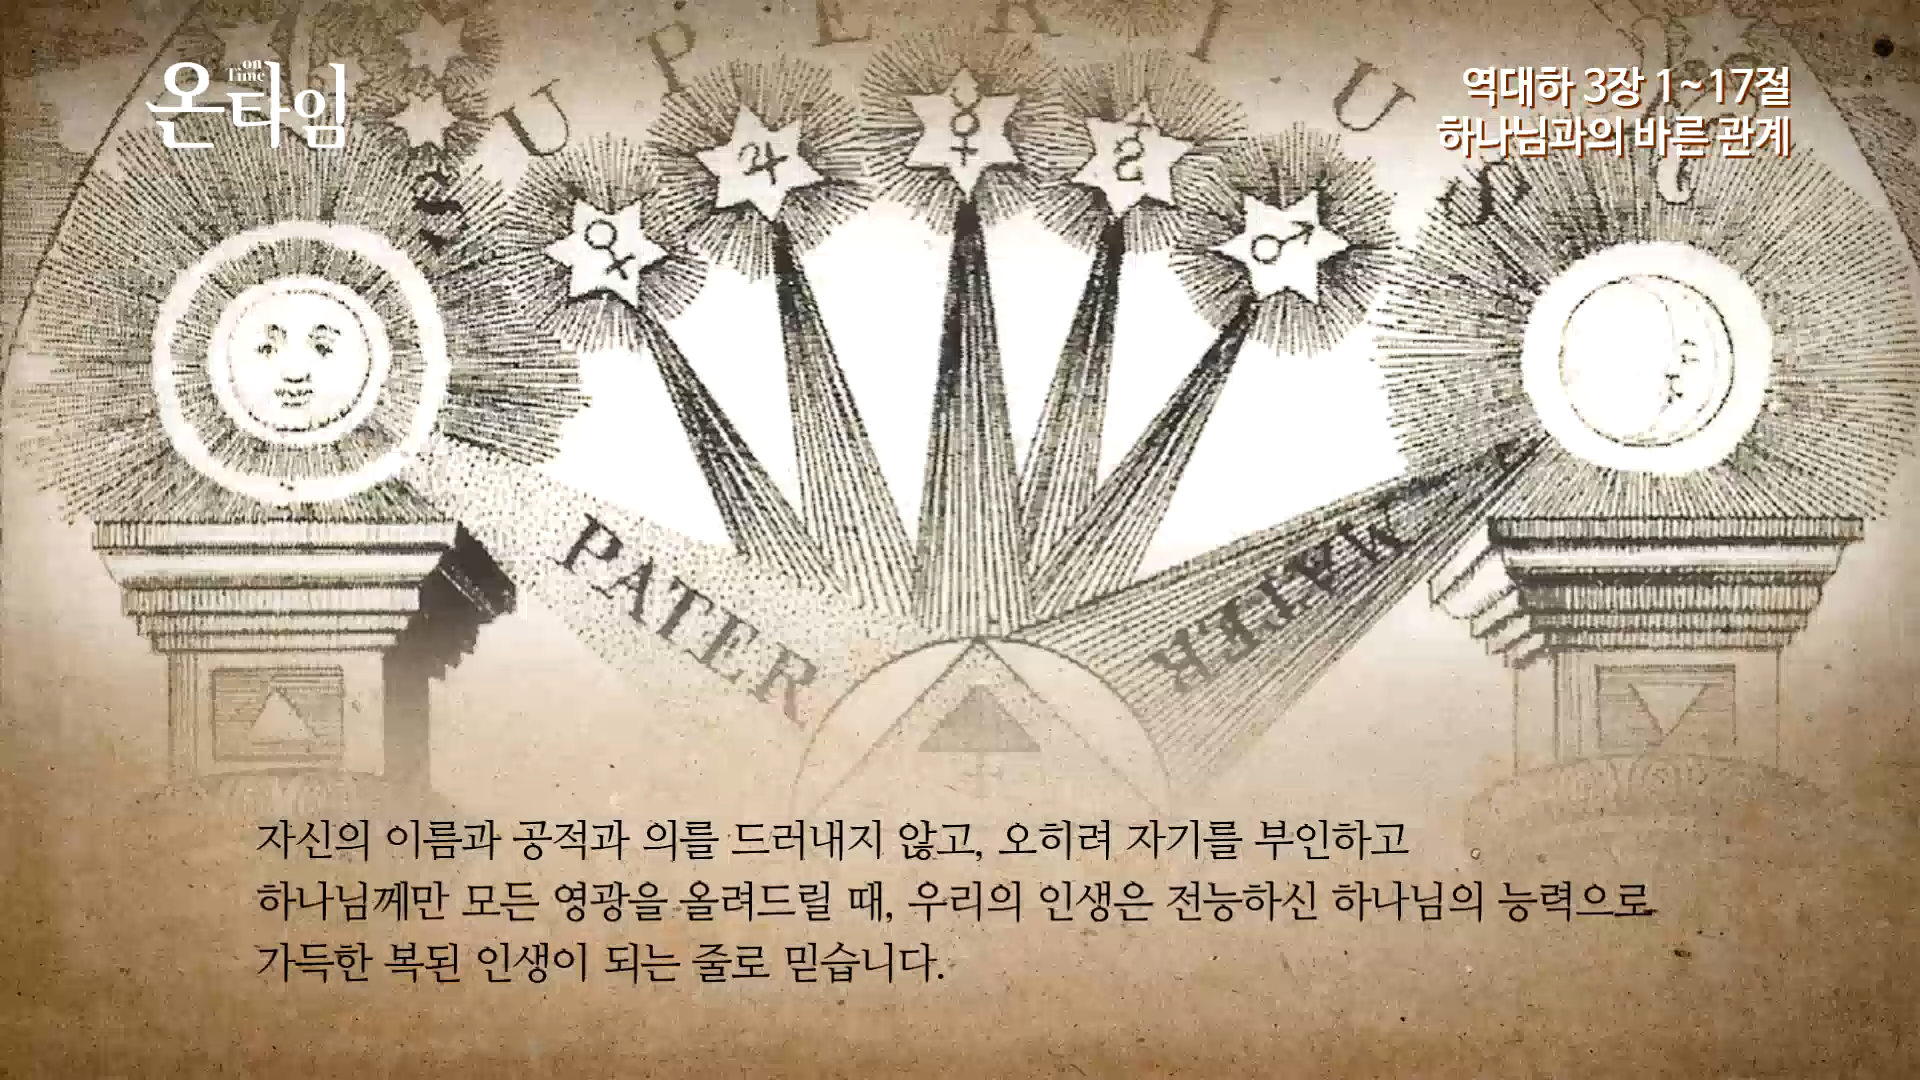 온타임
on Time
역대하 3장 1~17절
하나님과의 바른 관계
SUPERIUS
PATER
MATER
자신의 이름과 공적과 의를 드러내지 않고, 오히려 자기를 부인하고
하나님께만 모든 영광을 올려드릴 때, 우리의 인생은 전능하신 하나님의 능력으로
가득한 복된 인생이 되는 줄로 믿습니다.